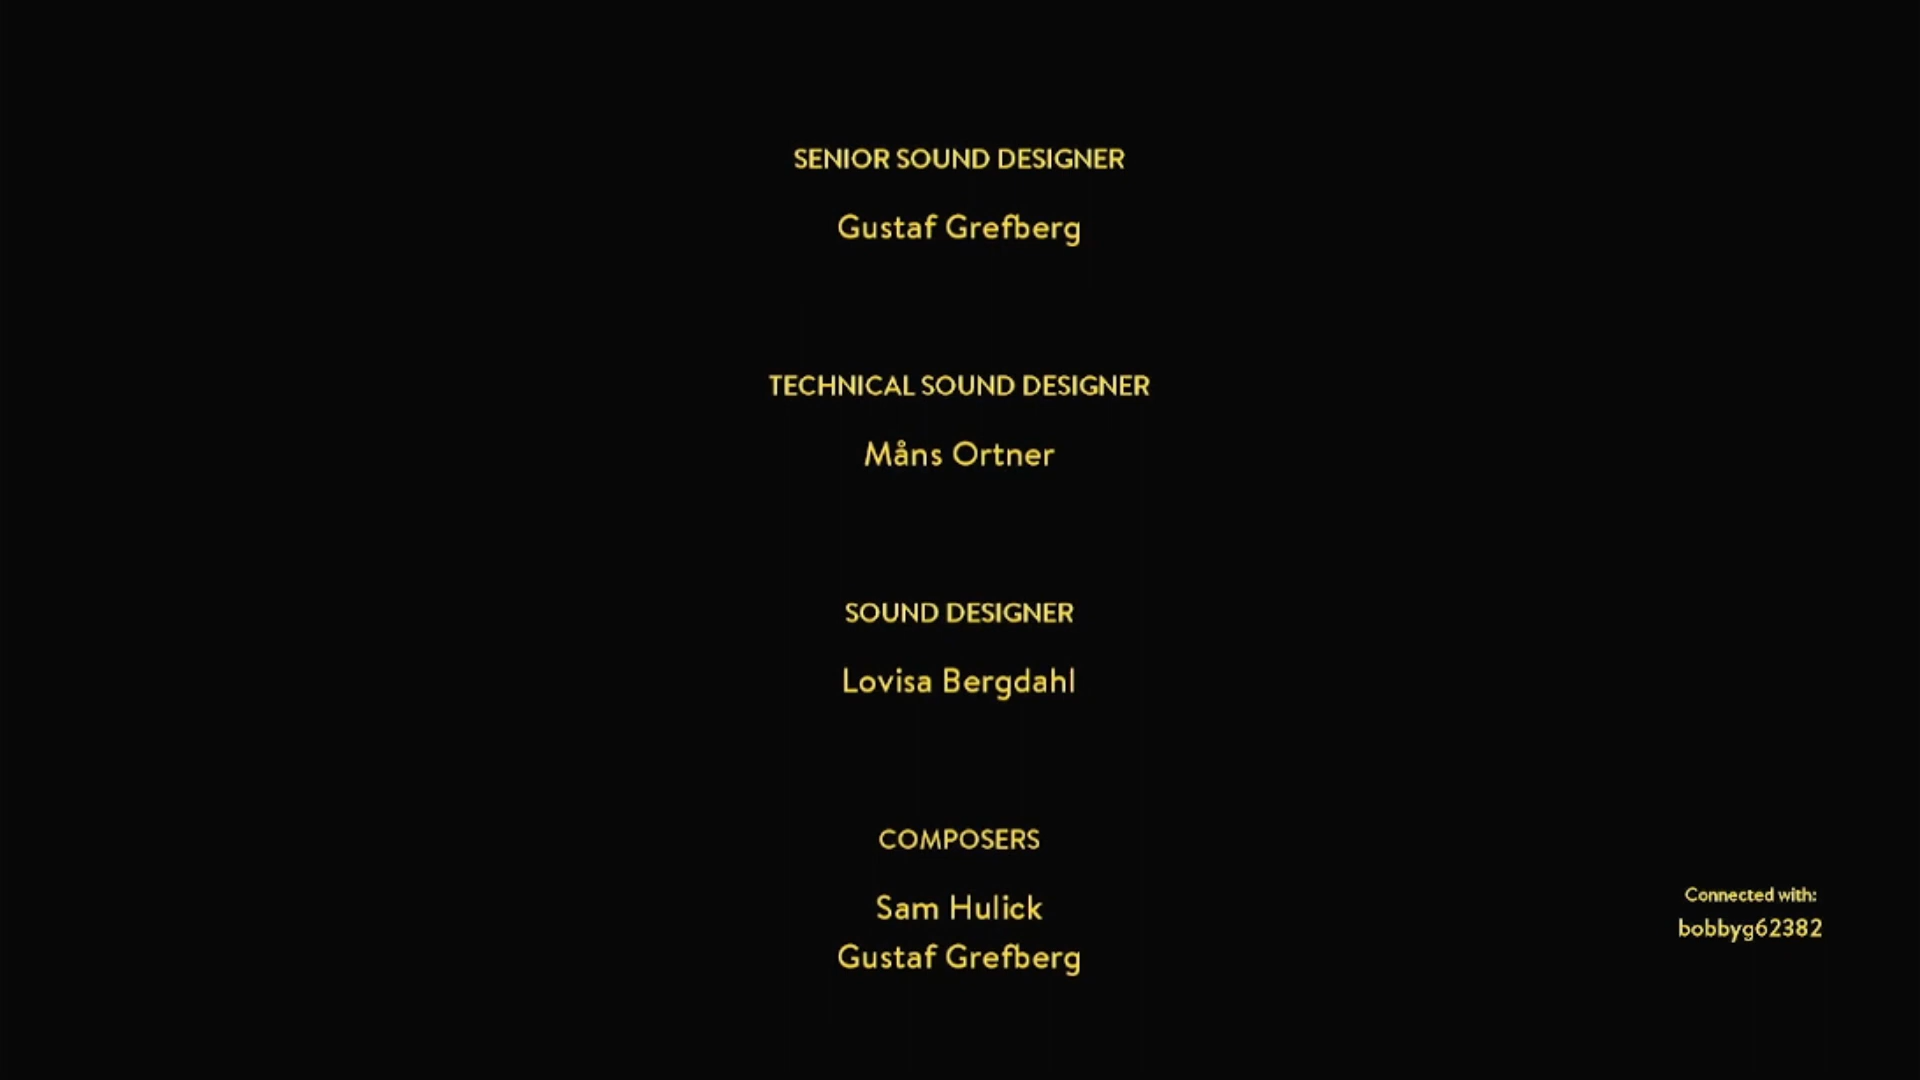 SENIOR SOUND DESIGNER
Gustaf Grefberg
TECHNICAL SOUND DESIGNER
Måns Ortner
SOUND DESIGNER
Lovisa Bergdahl
COMPOSERS
Sam Hulick
Gustaf Grefberg
Connected with:
bobbyg62382